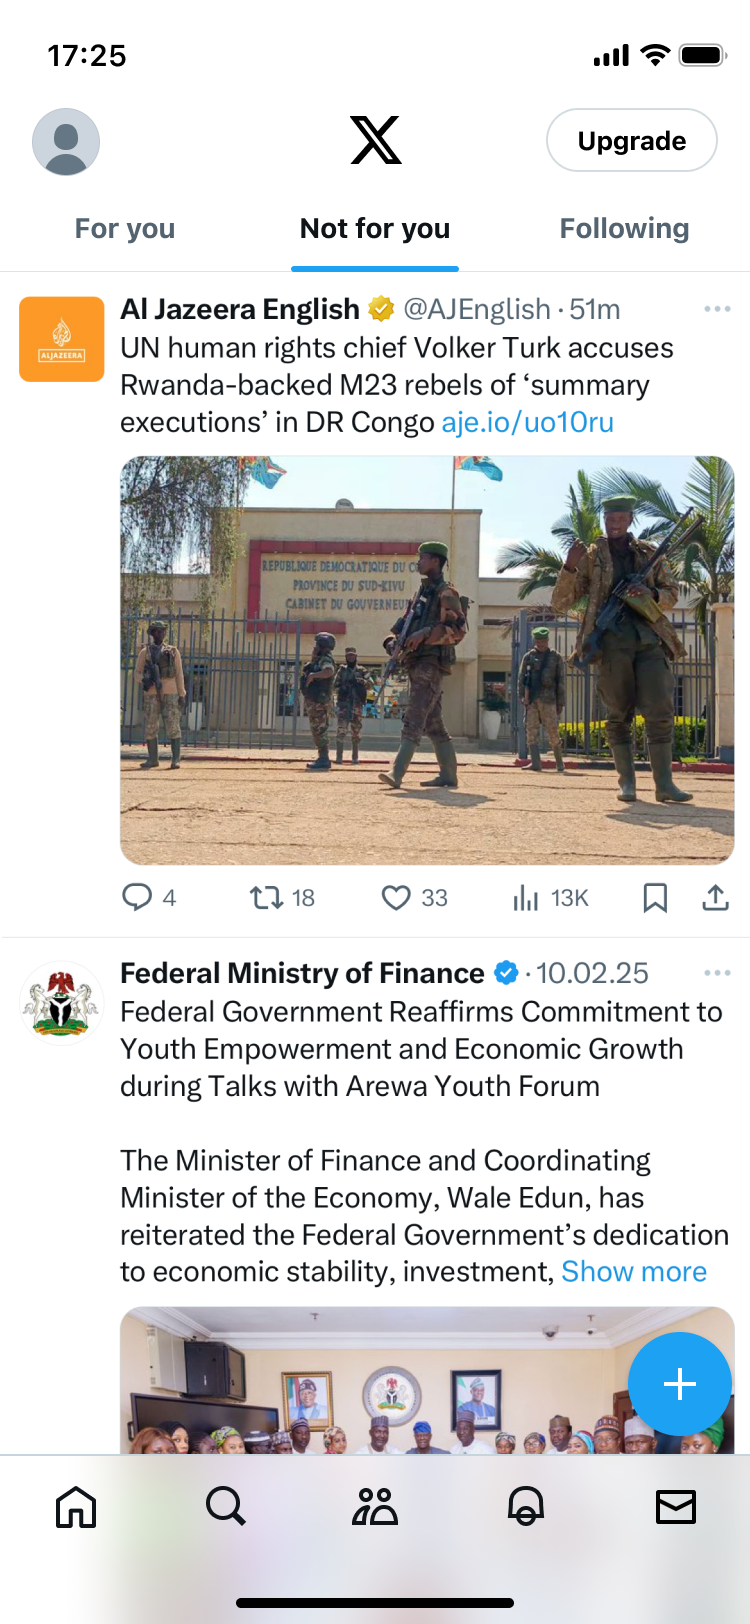 17:25
Upgrade
For you
Not for you
Following
Al Jazeera English @AJEnglish · 51m
ALJAZEERA
UN human rights chief Volker Turk accuses
Rwanda-backed M23 rebels of ‘summary
executions’ in DR Congo aje.io/uo10ru
REPUBLIQUE DEMOCRATIQUE DU
PROVINCE DU SUD-KIVU
CABINET DU GOUVERNEUR
4
18
33
13K
Federal Ministry of Finance · 10.02.25
Federal Government Reaffirms Commitment to
Youth Empowerment and Economic Growth
during Talks with Arewa Youth Forum
The Minister of Finance and Coordinating
Minister of the Economy, Wale Edun, has
reiterated the Federal Government’s dedication
to economic stability, investment, Show more